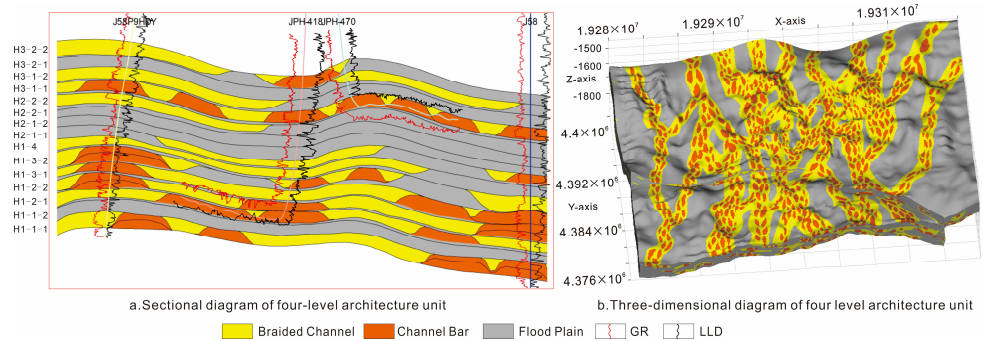 J58P9HDY
JPH-418
JPH-470
J58
H3-2-2
H3-2-1
H3-1-2
H3-1-1
H2-2-2
H2-2-1
H2-1-2
H2-1-1
H1-4
H1-3-2
H1-3-1
H1-2-2
H1-2-1
H1-1-2
H1-1-1
a.Sectional diagram of four-level architecture unit
1.928×10⁷
1.929×10⁷
X-axis
1.931×10⁷
-1500
-1600
Z-axis
-1800
4.4×10⁶
4.392×10⁶
Y-axis
4.384×10⁶
4.376×10⁶
b.Three-dimensional diagram of four level architecture unit
Braided Channel
Channel Bar
Flood Plain
GR
LLD